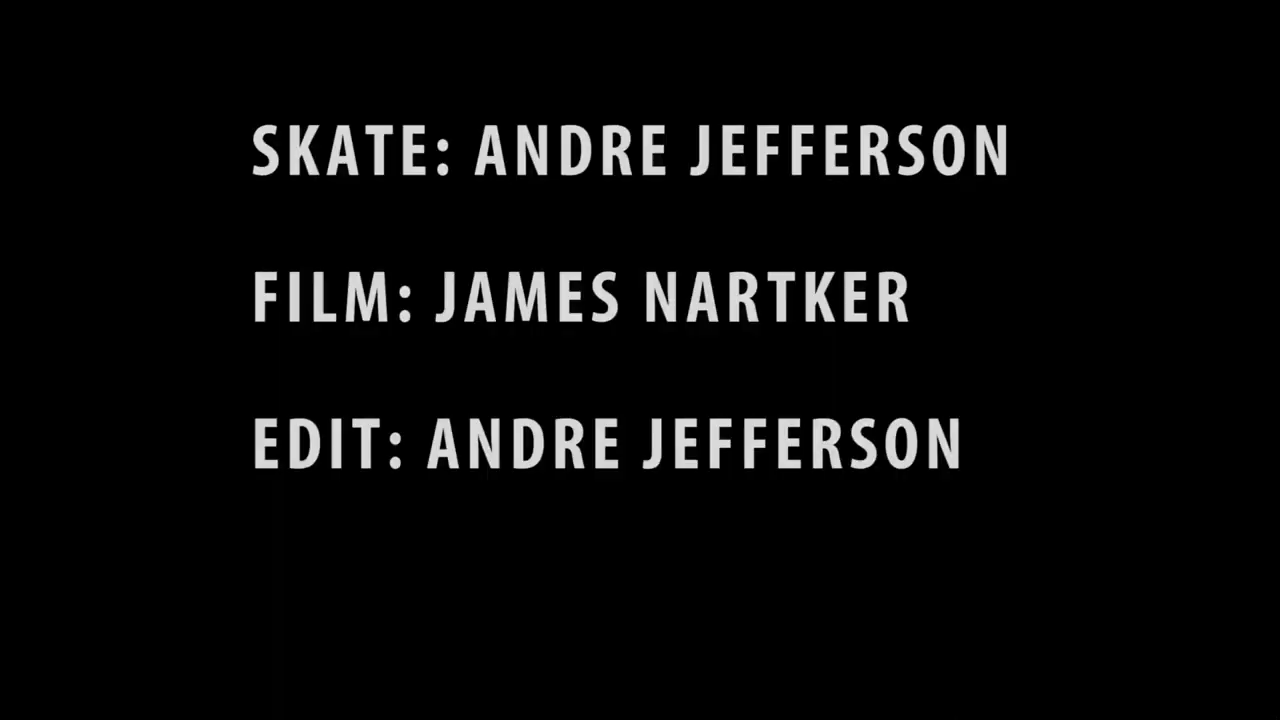 SKATE: ANDRE JEFFERSON
FILM: JAMES NARTKER
EDIT: ANDRE JEFFERSON